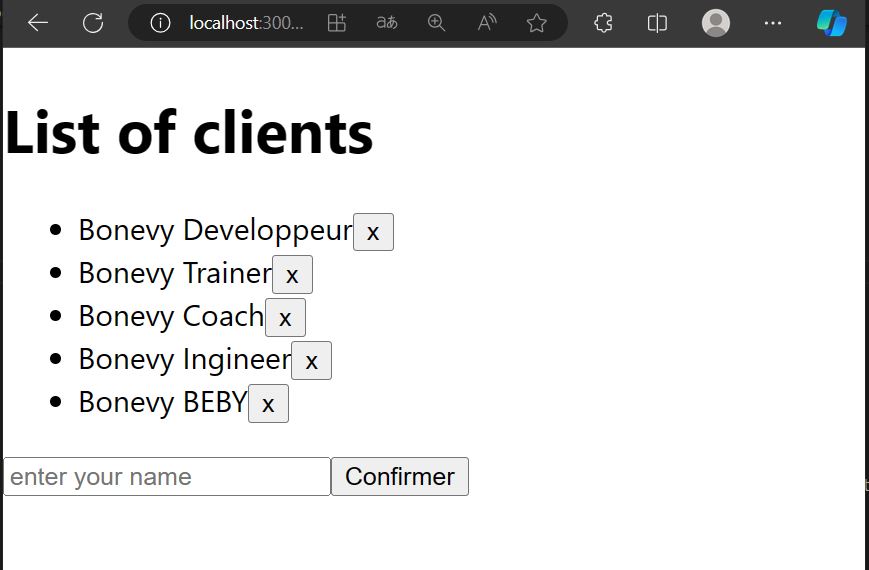 localhost:300...
List of clients
Bonevy Developpeur x
Bonevy Trainer x
Bonevy Coach x
Bonevy Ingineer x
Bonevy BEBY x
enter your name Confirmer